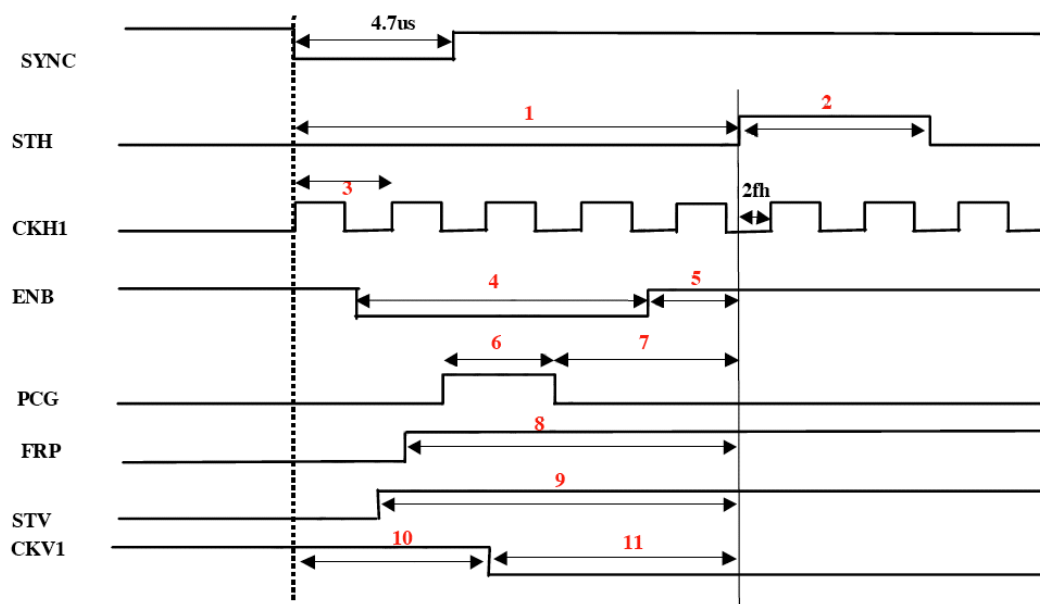 4.7us
SYNC
1
2
STH
3
2fh
CKH1
4
5
ENB
6
7
PCG
8
FRP
9
STV
10
11
CKV1